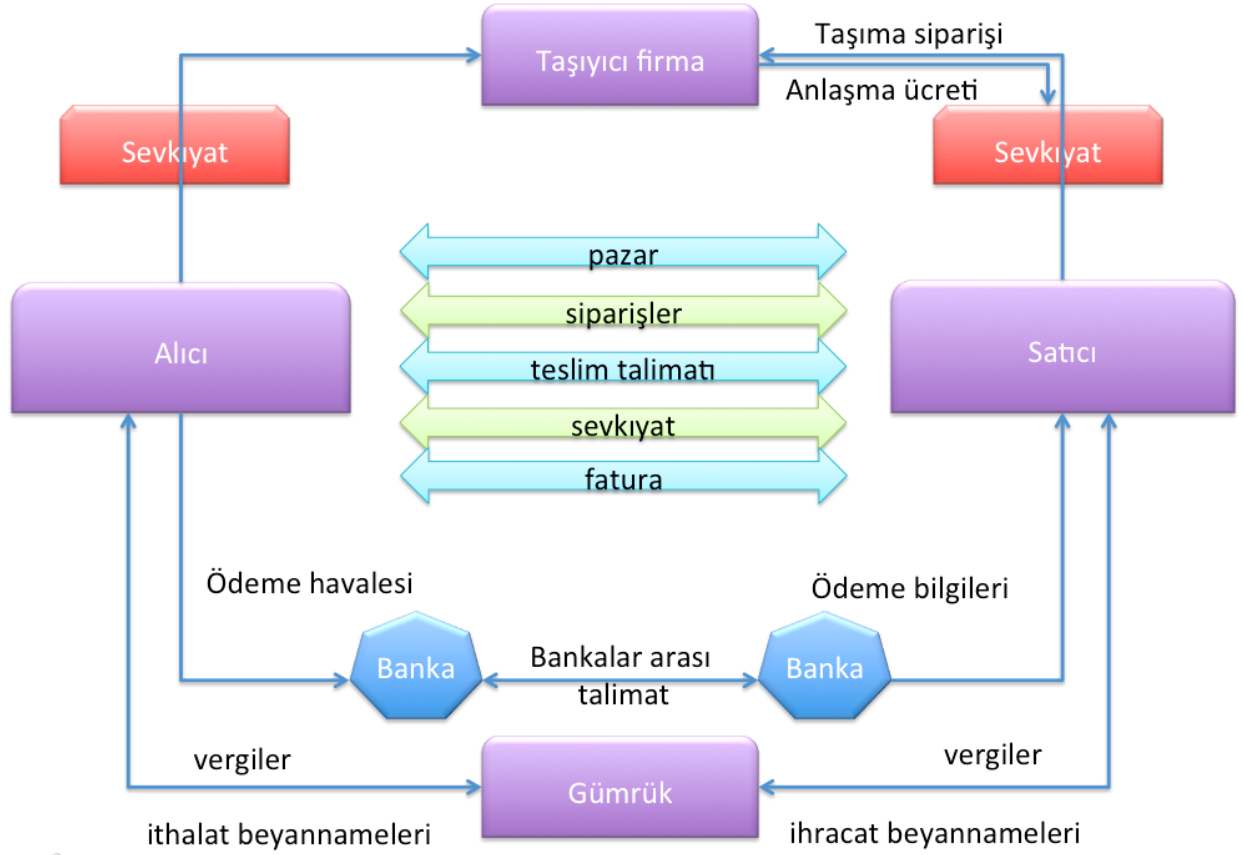 Taşıyıcı firma
Taşıma siparişi
Anlaşma ücreti
Sevkıyat
Sevkıyat
pazar
siparişler
teslim talimatı
sevkıyat
fatura
Alıcı
Satıcı
Ödeme havalesi
Ödeme bilgileri
Banka
Bankalar arası
talimat
Banka
vergiler
vergiler
Gümrük
ithalat beyannameleri
ihracat beyannameleri